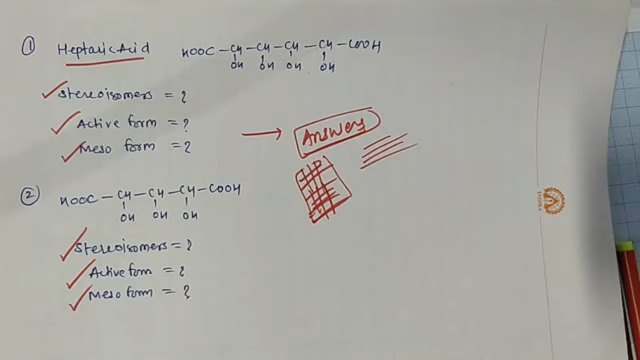 ① Heptaric Acid HOOC – CH – CH – CH – CH – COOH
OH OH OH OH
Stereoisomers = ?
Active form = ?
Meso form = ?
Answers
② HOOC – CH – CH – CH – COOH
OH OH OH
Stereoisomers = ?
Active form = ?
Meso form = ?